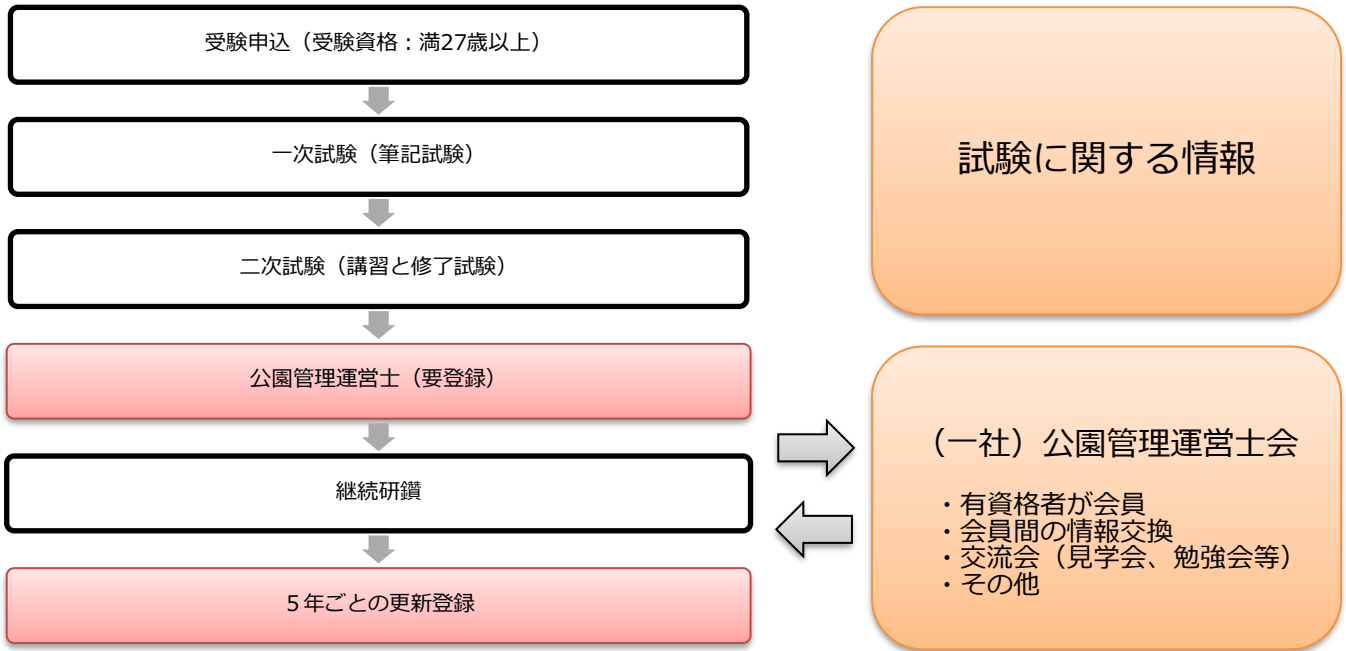 受験申込（受験資格：満27歳以上）
一次試験（筆記試験）
二次試験（講習と修了試験）
公園管理運営士（要登録）
継続研鑽
５年ごとの更新登録
試験に関する情報
（一社）公園管理運営士会
・有資格者が会員
・会員間の情報交換
・交流会（見学会、勉強会等）
・その他